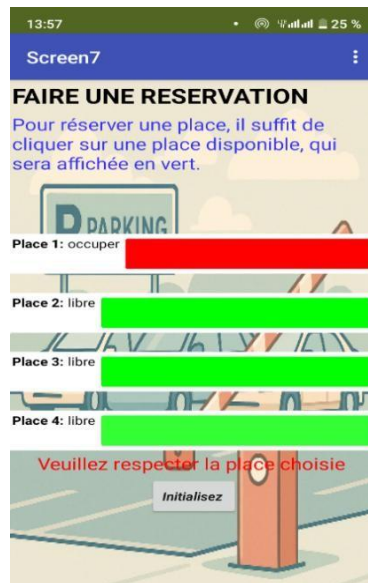 13:57
25 %
Screen7
FAIRE UNE RESERVATION
Pour réserver une place, il suffit de
cliquer sur une place disponible, qui
sera affichée en vert.
PARKING
Place 1: occuper
Place 2: libre
Place 3: libre
Place 4: libre
Veuillez respecter la place choisie
Initialisez